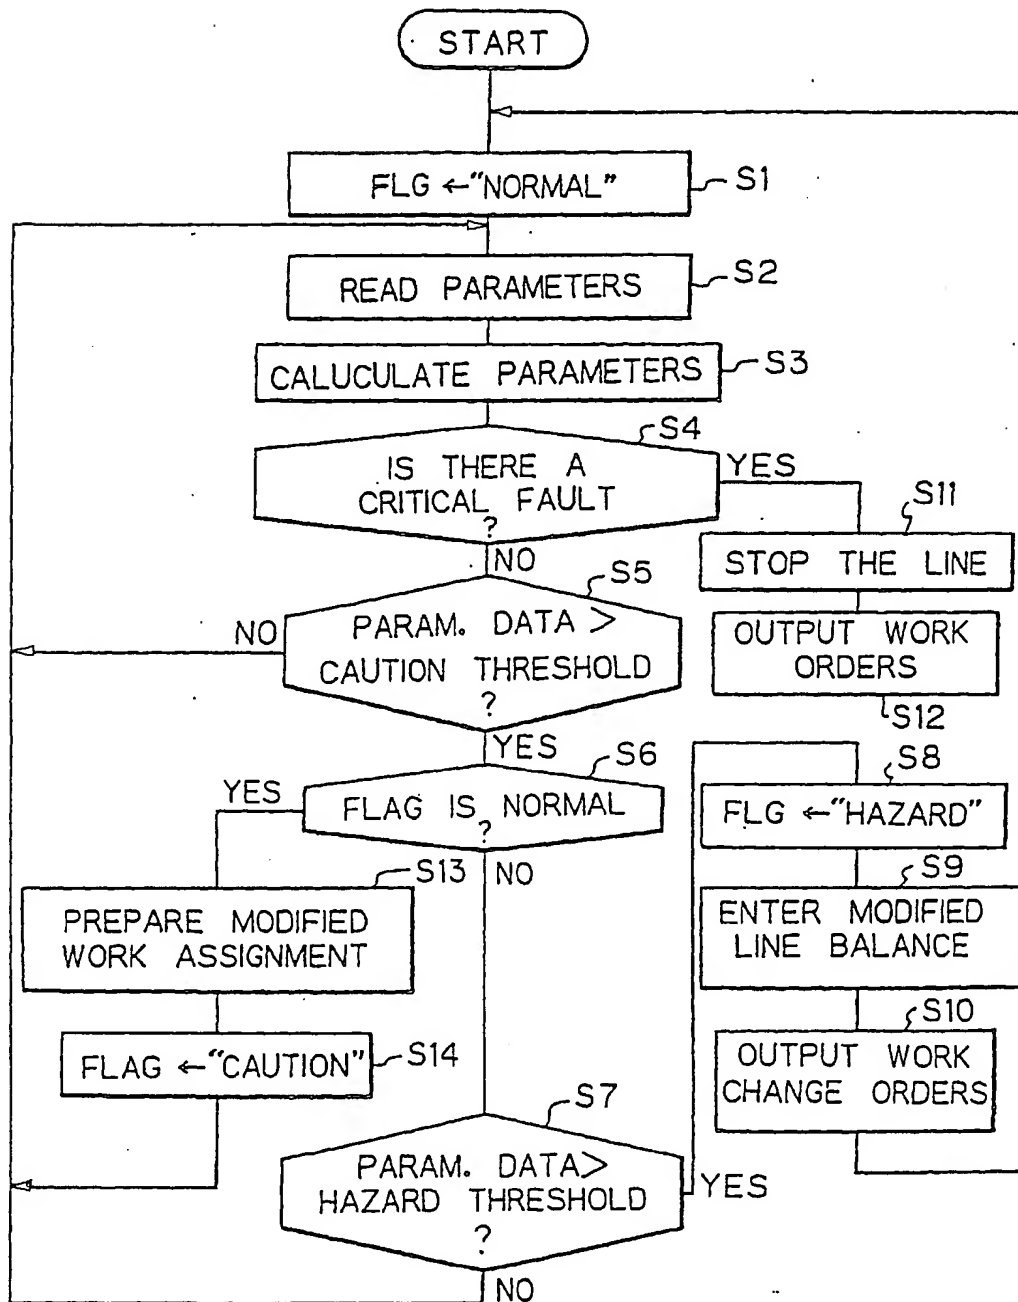 START
FLG ← "NORMAL"
S1
READ PARAMETERS
S2
CALUCULATE PARAMETERS
S3
IS THERE A
CRITICAL FAULT
?
S4
YES
NO
STOP THE LINE
S11
OUTPUT WORK
ORDERS
S12
PARAM. DATA >
CAUTION THRESHOLD
?
S5
NO
YES
FLAG IS NORMAL
?
S6
YES
NO
PREPARE MODIFIED
WORK ASSIGNMENT
S13
FLAG ← "CAUTION"
S14
PARAM. DATA >
HAZARD THRESHOLD
?
S7
YES
NO
FLG ← "HAZARD"
S8
ENTER MODIFIED
LINE BALANCE
S9
OUTPUT WORK
CHANGE ORDERS
S10